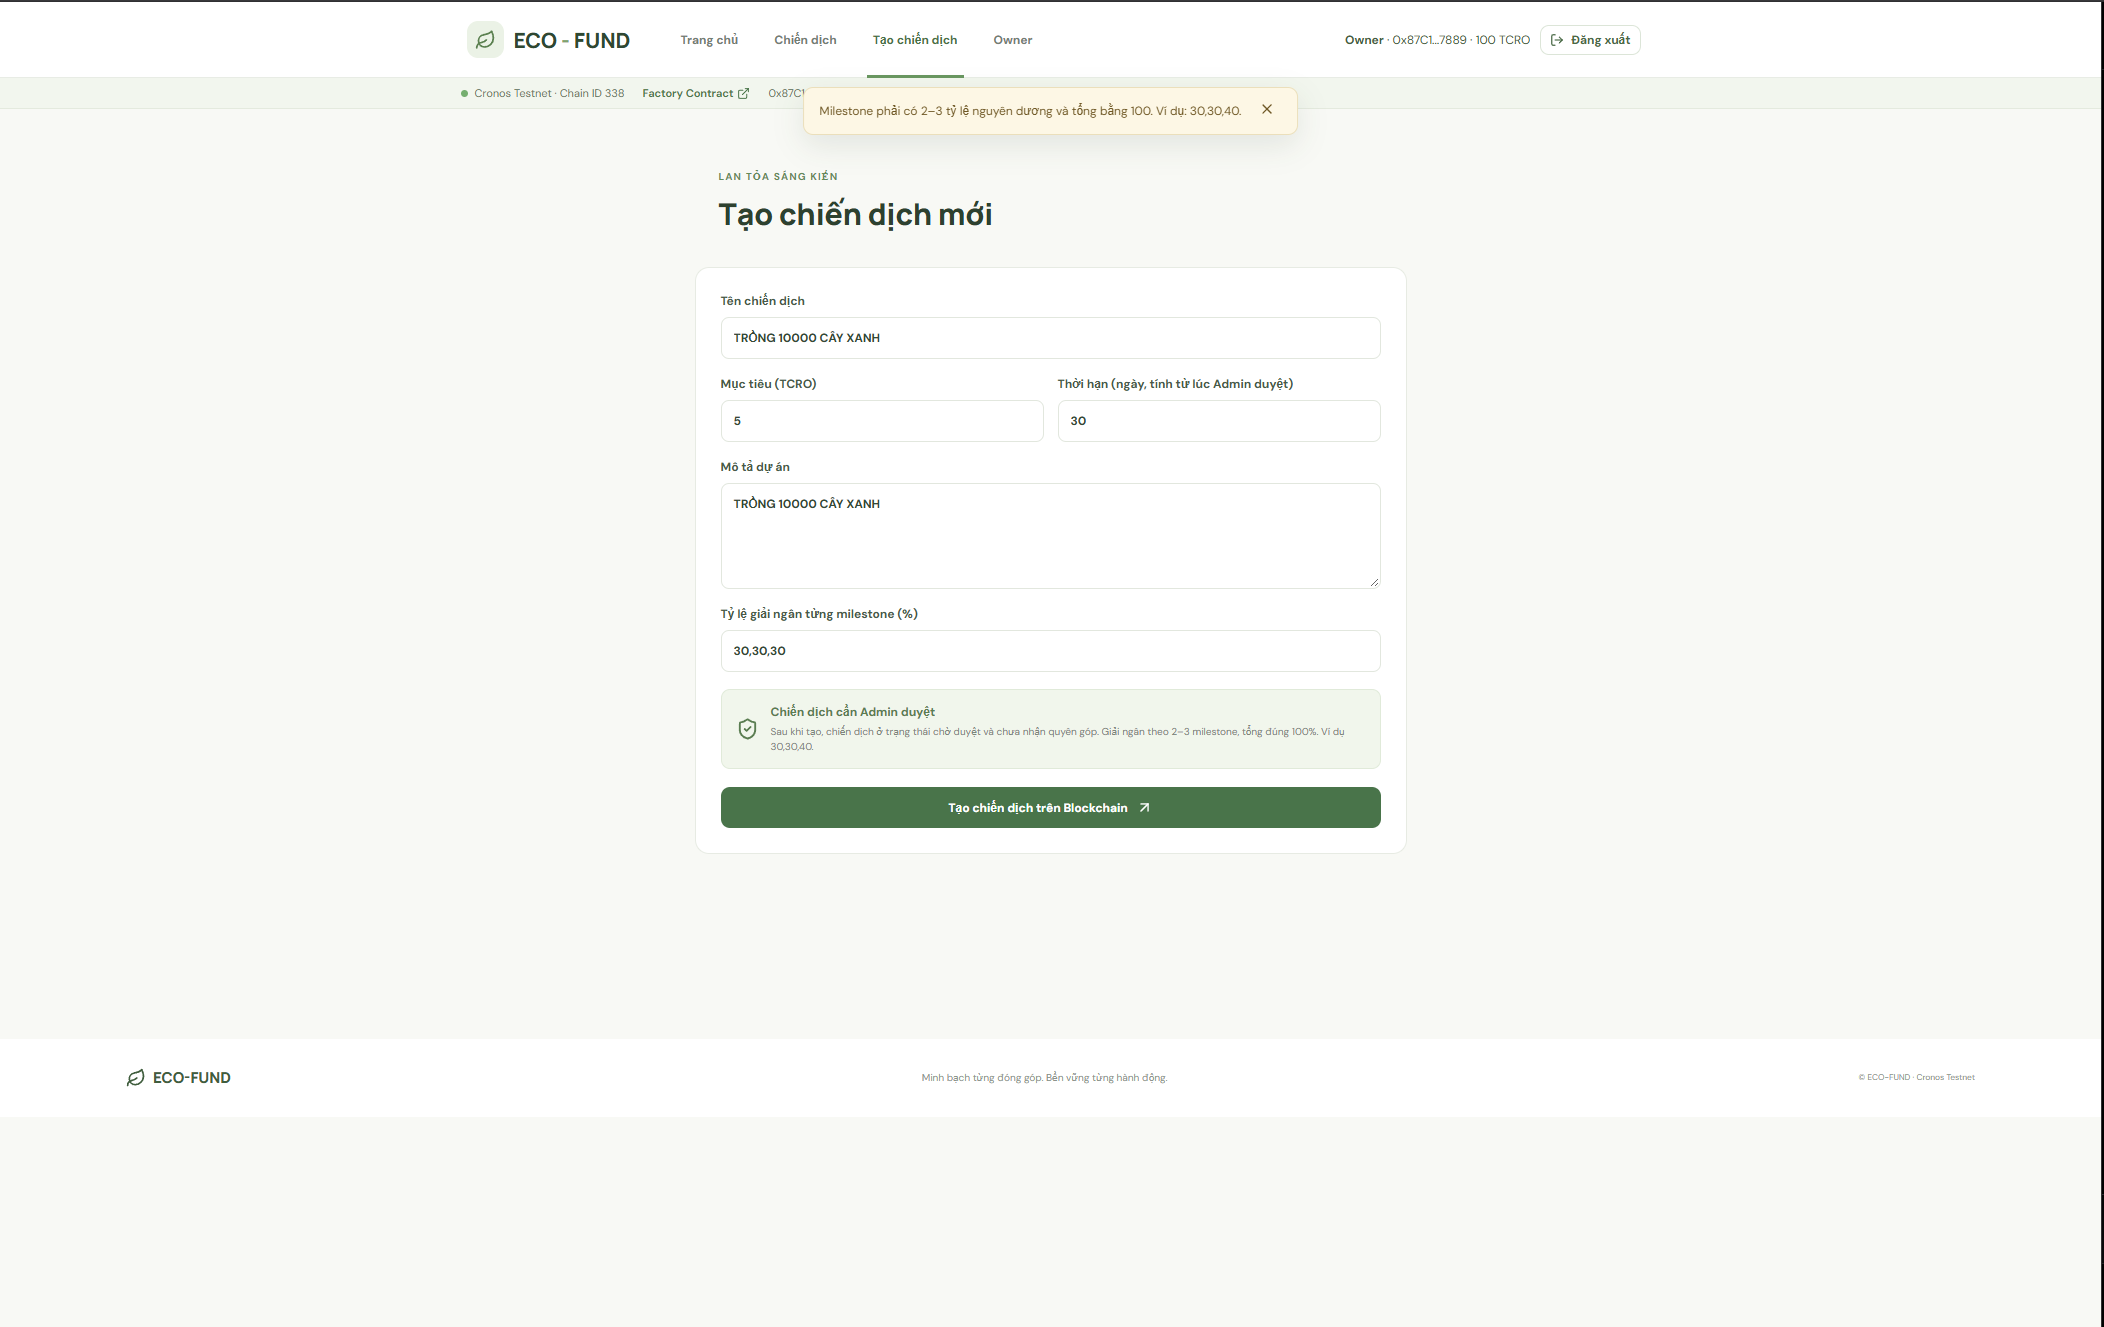 ECO - FUND
Trang chủ
Chiến dịch
Tạo chiến dịch
Owner
Owner · 0x87C1...7889 · 100 TCRO
Đăng xuất
Cronos Testnet · Chain ID 338
Factory Contract
0x87C1
Milestone phải có 2–3 tỷ lệ nguyên dương và tổng bằng 100. Ví dụ: 30,30,40.
LAN TỎA SÁNG KIẾN
Tạo chiến dịch mới
Tên chiến dịch
TRỒNG 10000 CÂY XANH
Mục tiêu (TCRO)
Thời hạn (ngày, tính từ lúc Admin duyệt)
5
30
Mô tả dự án
TRỒNG 10000 CÂY XANH
Tỷ lệ giải ngân từng milestone (%)
30,30,30
Chiến dịch cần Admin duyệt
Sau khi tạo, chiến dịch ở trạng thái chờ duyệt và chưa nhận quyên góp. Giải ngân theo 2–3 milestone, tổng đúng 100%. Ví dụ
30,30,40.
Tạo chiến dịch trên Blockchain
ECO-FUND
Minh bạch từng đóng góp. Bền vững từng hành động.
© ECO-FUND · Cronos Testnet